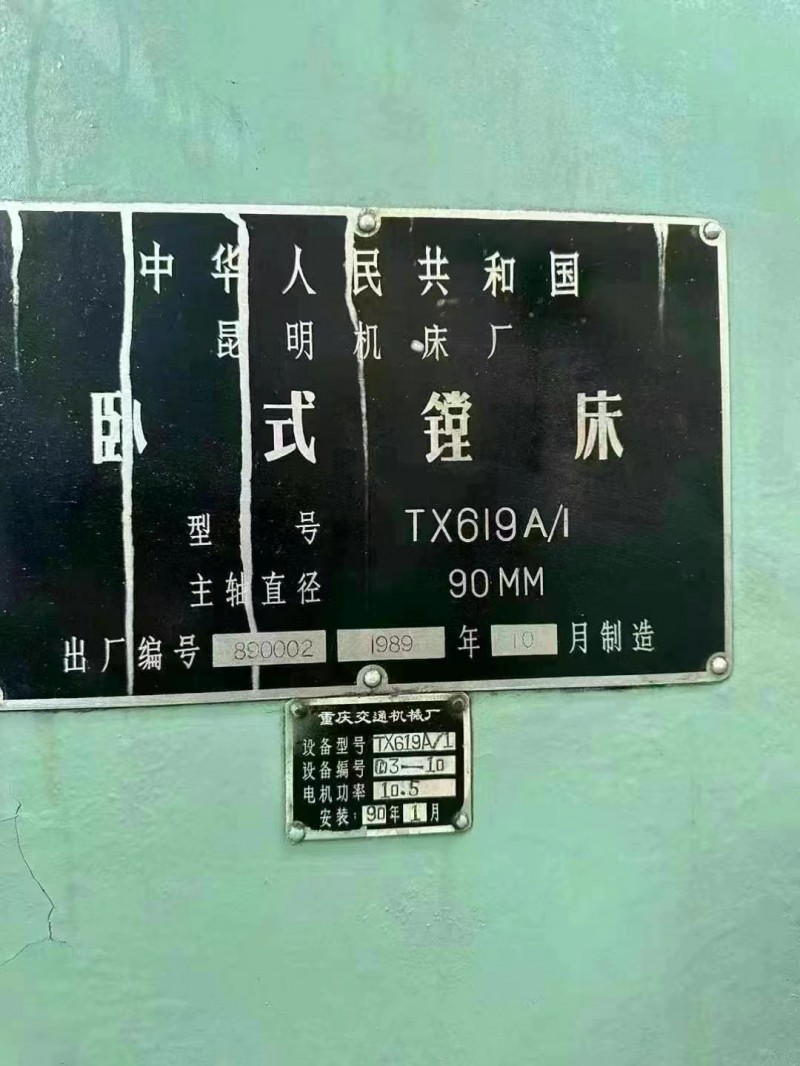 中华人民共和国
昆明机床厂
卧式镗床
型号 TX619A/1
主轴直径 90MM
出厂编号 890002 1989 年 10 月制造
重庆交通机械厂
设备型号 TX619A/1
设备编号 03—10
电机功率 10.5
安装:90年1月